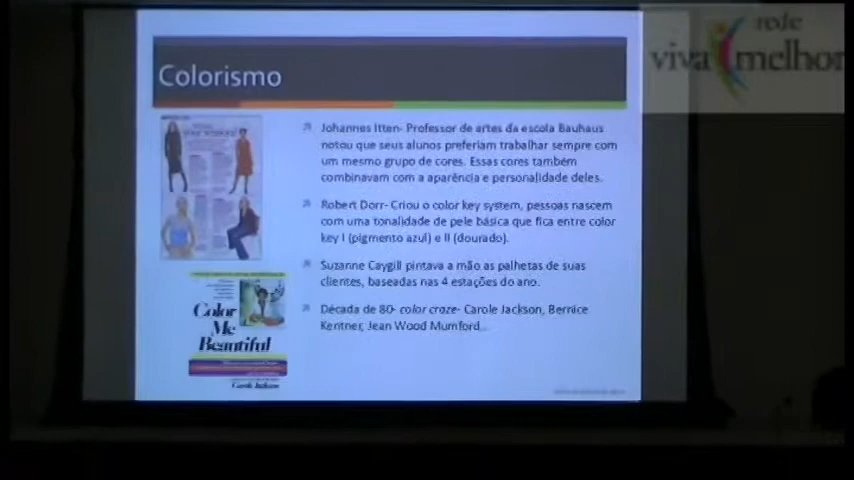 rede
viva melhor
Colorismo
Johannes Itten- Professor de artes da escola Bauhaus
notou que seus alunos preferiam trabalhar sempre com
um mesmo grupo de cores. Essas cores também
combinavam com a aparência e personalidade deles.
Robert Dorr- Criou o color key system, pessoas nascem
com uma tonalidade de pele básica que fica entre color
key I (pigmento azul) e II (dourado).
Suzanne Caygill pintava a mão as palhetas de suas
clientes, baseadas nas 4 estações do ano.
Década de 80- color craze- Carole Jackson, Bernice
Kentner, Jean Wood Mumford.
Color
Me
Beautiful
Carole Jackson